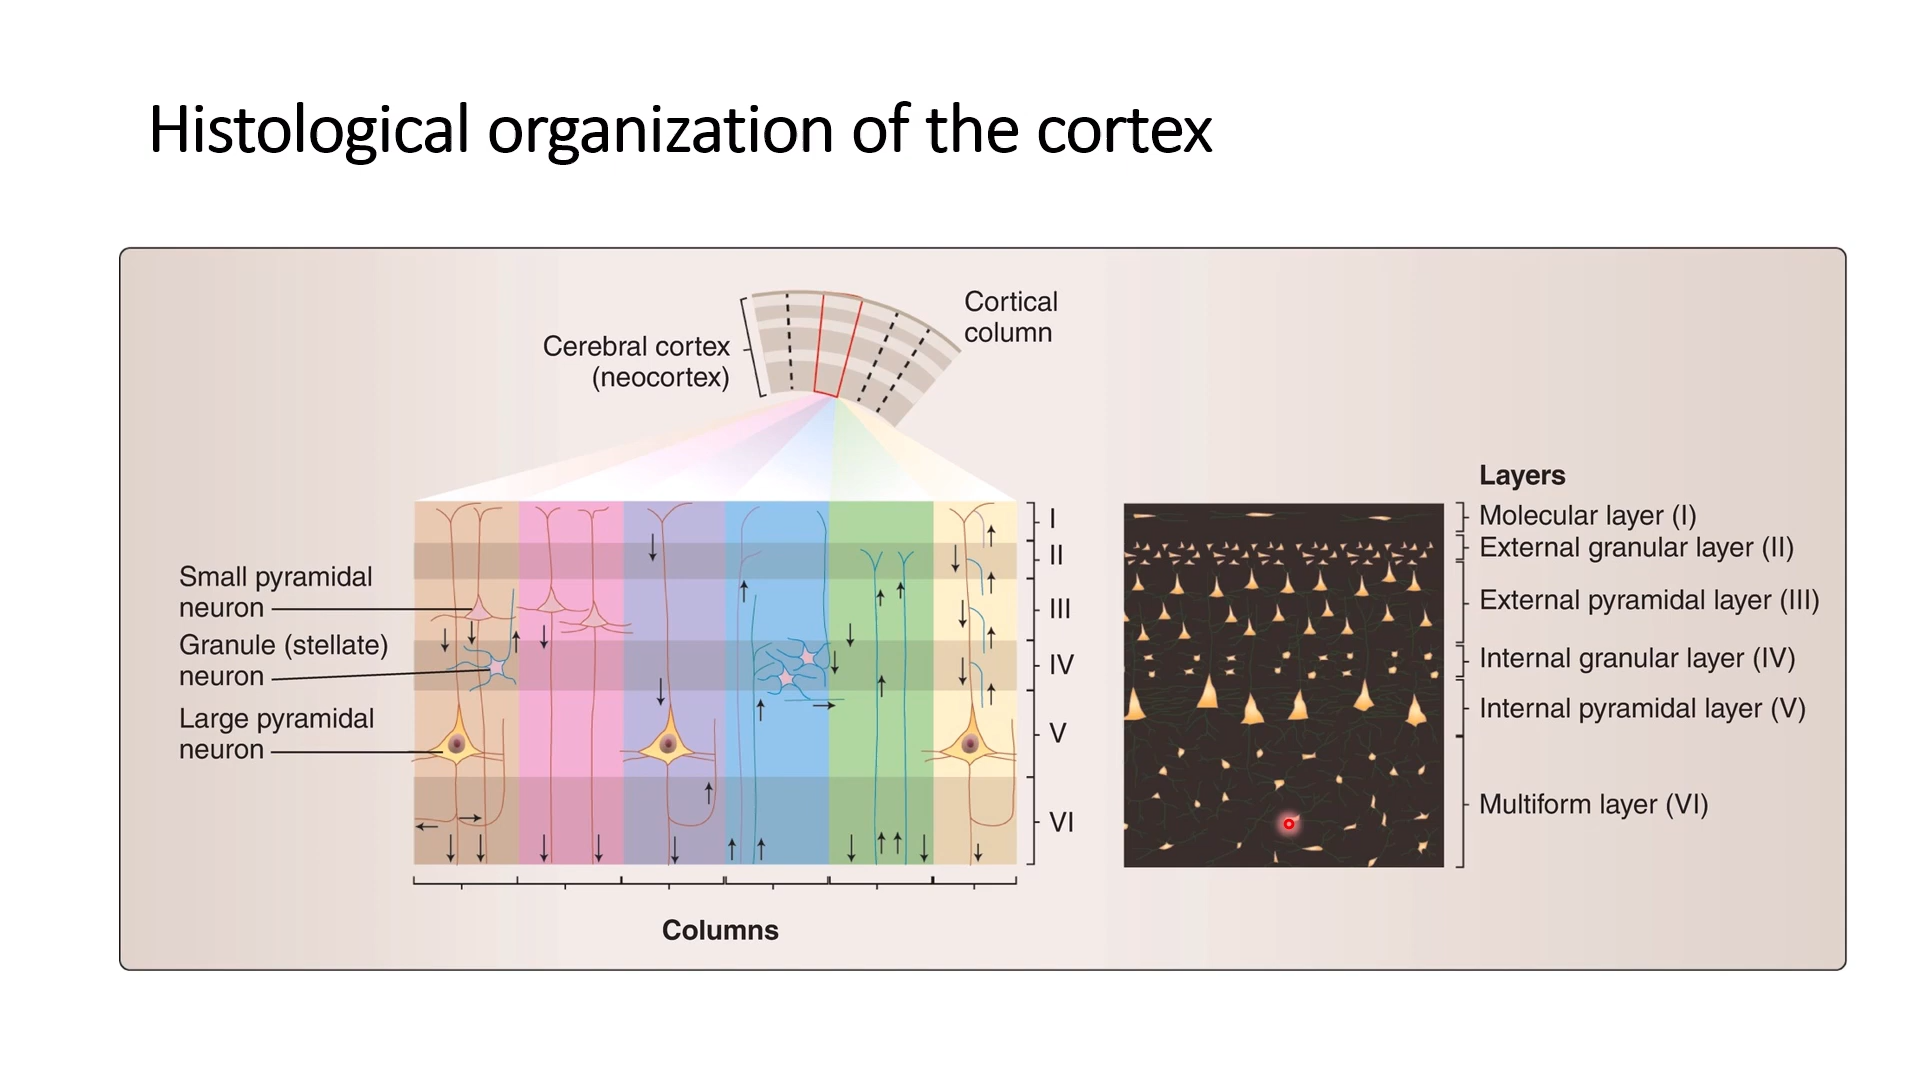 Histological organization of the cortex
Cerebral cortex
(neocortex)
Cortical
column
Small pyramidal
neuron
Granule (stellate)
neuron
Large pyramidal
neuron
I
II
III
IV
V
VI
Columns
Layers
Molecular layer (I)
External granular layer (II)
External pyramidal layer (III)
Internal granular layer (IV)
Internal pyramidal layer (V)
Multiform layer (VI)